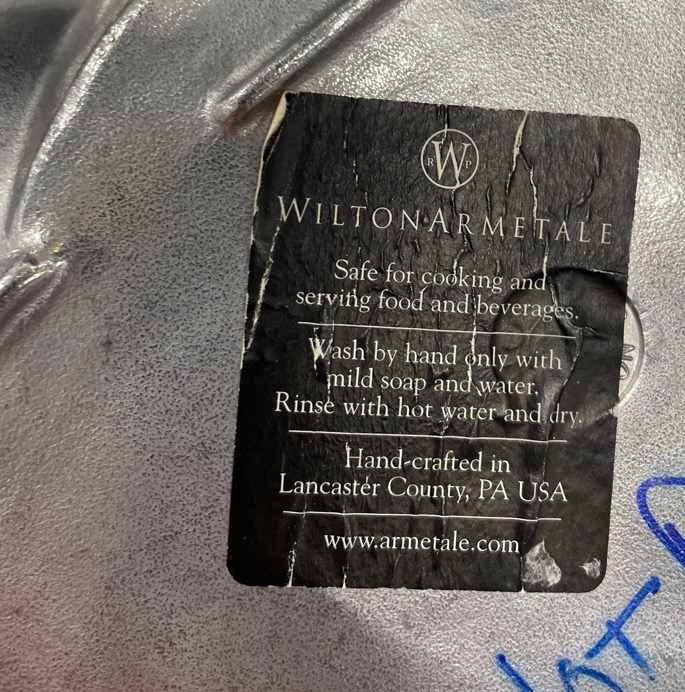 RWP
WILTONARMETALE
Safe for cooking and
serving food and beverages.
Wash by hand only with
mild soap and water.
Rinse with hot water and dry.
Hand-crafted in
Lancaster County, PA USA
www.armetale.com